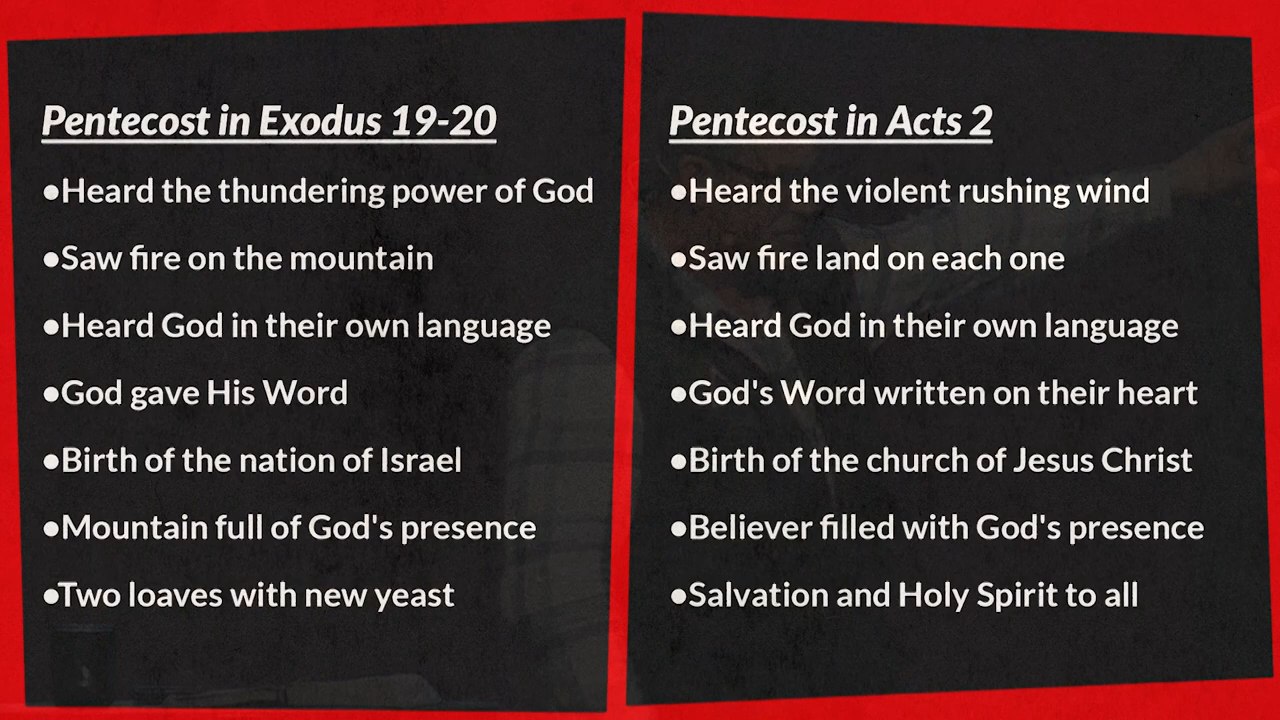 Pentecost in Exodus 19-20
●Heard the thundering power of God
●Saw fire on the mountain
●Heard God in their own language
●God gave His Word
●Birth of the nation of Israel
●Mountain full of God's presence
●Two loaves with new yeast
Pentecost in Acts 2
●Heard the violent rushing wind
●Saw fire land on each one
●Heard God in their own language
●God's Word written on their heart
●Birth of the church of Jesus Christ
●Believer filled with God's presence
●Salvation and Holy Spirit to all